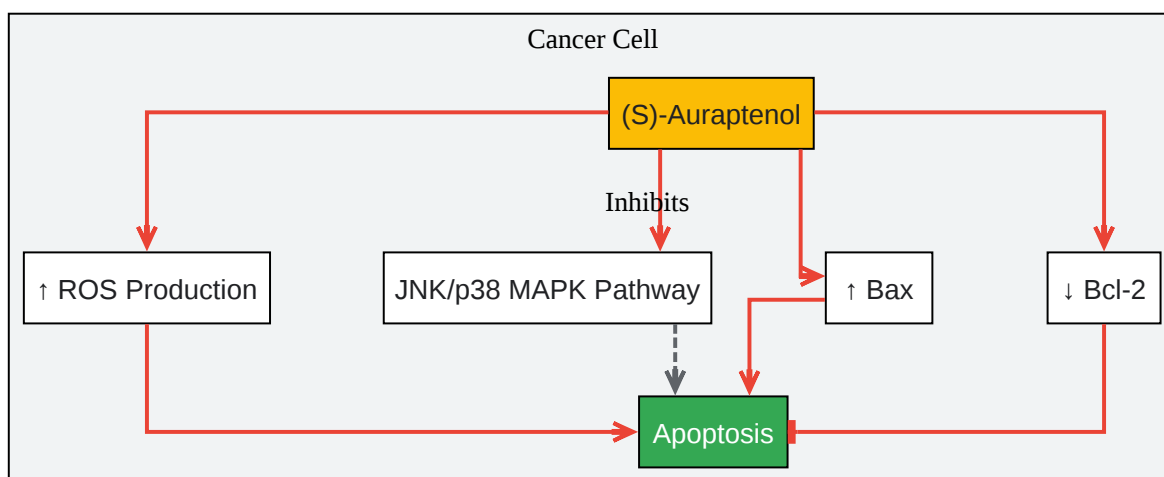 Cancer Cell
(S)-Auraptenol
Inhibits
↑ ROS Production
JNK/p38 MAPK Pathway
↑ Bax
↓ Bcl-2
Apoptosis